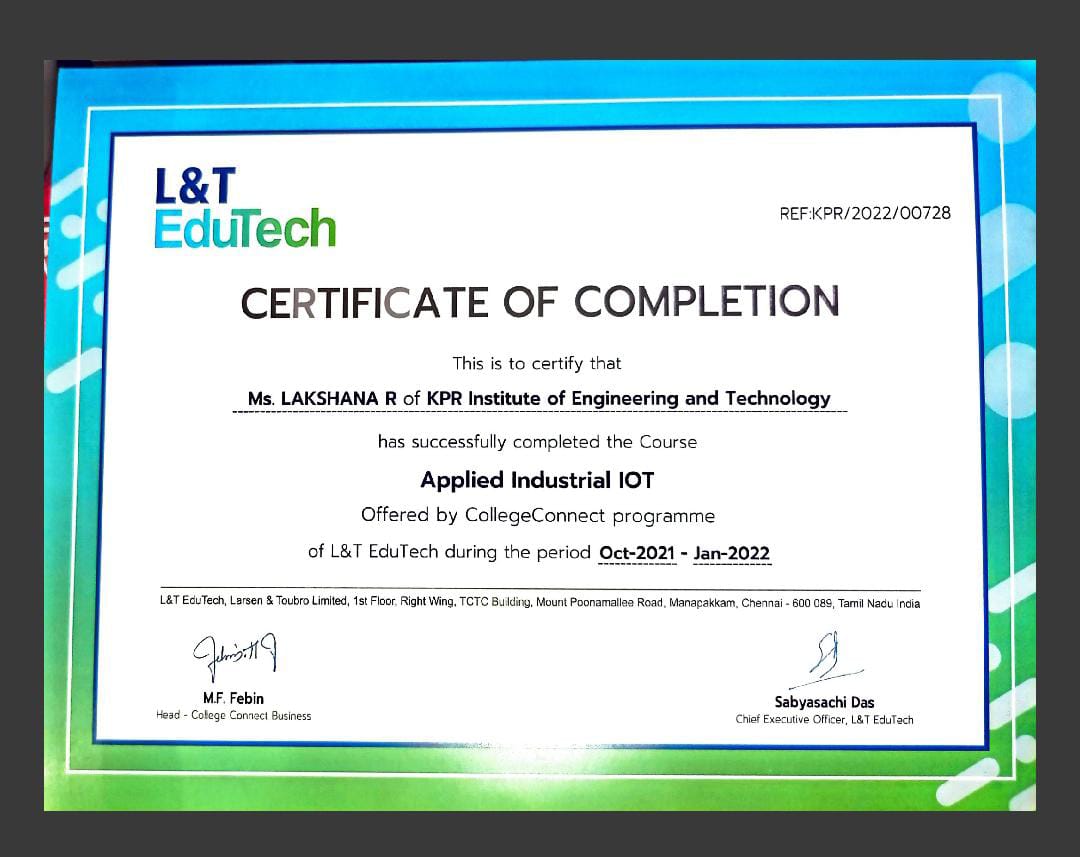 L&T
EduTech
REF:KPR/2022/00728
CERTIFICATE OF COMPLETION
This is to certify that
Ms. LAKSHANA R of KPR Institute of Engineering and Technology
has successfully completed the Course
Applied Industrial IOT
Offered by CollegeConnect programme
of L&T EduTech during the period Oct-2021 - Jan-2022
L&T EduTech, Larsen & Toubro Limited, 1st Floor, Right Wing, TCTC Building, Mount Poonamallee Road, Manapakkam, Chennai - 600 089, Tamil Nadu India
M.F. Febin
Head - College Connect Business
Sabyasachi Das
Chief Executive Officer, L&T EduTech